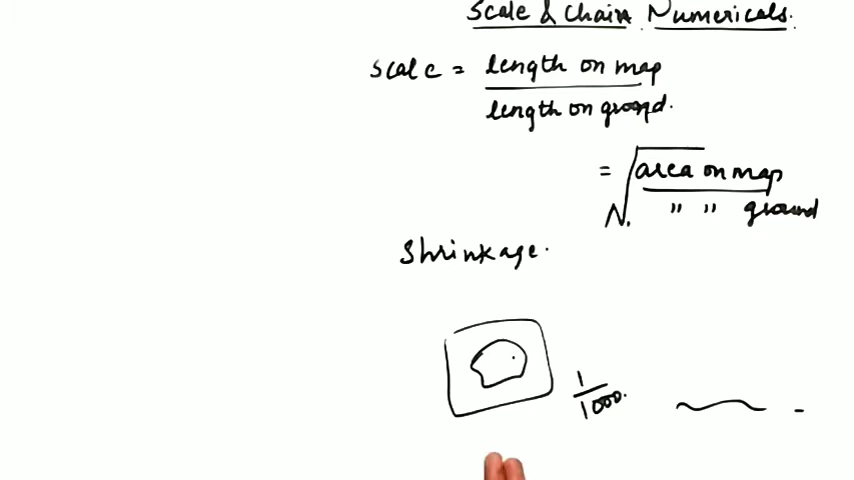 Scale & Chain Numericals.
Scale = length on map
length on ground.
= √ area on map
" " ground
Shrinkage.
1
1000.